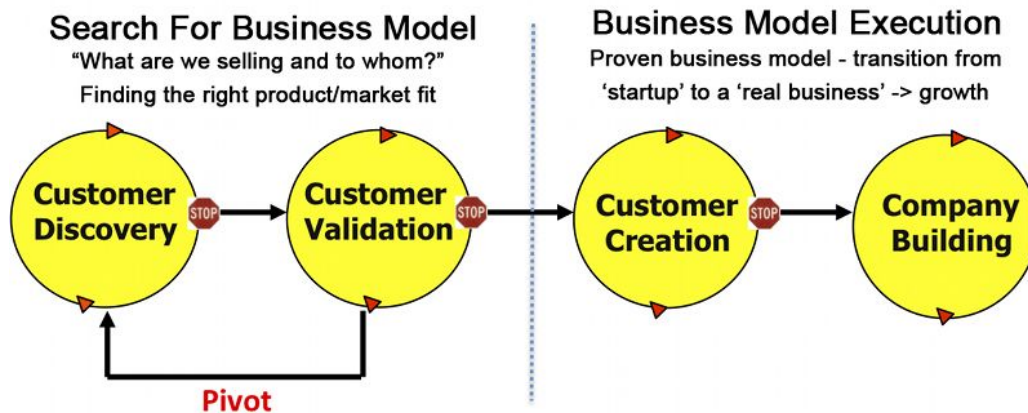 Search For Business Model
“What are we selling and to whom?”
Finding the right product/market fit
Business Model Execution
Proven business model - transition from
‘startup’ to a ‘real business’ -> growth
Customer
Discovery
STOP
Customer
Validation
STOP
Customer
Creation
STOP
Company
Building
Pivot